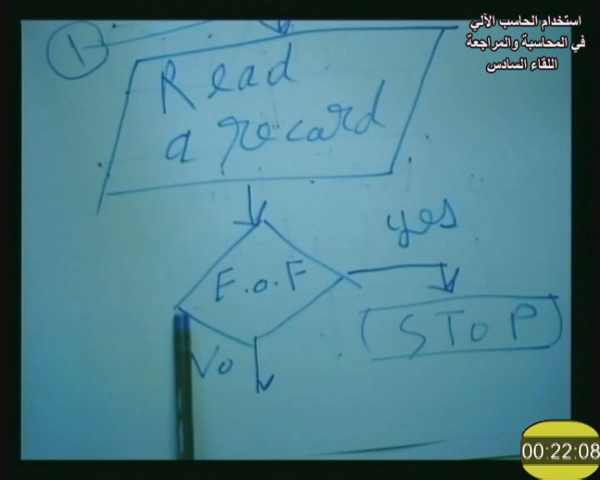 استخدام الحاسب الآلي
في المحاسبة والمراجعة
اللقاء السادس
1
Read
a record
yes
E.o.F
STOP
No
00:22:08